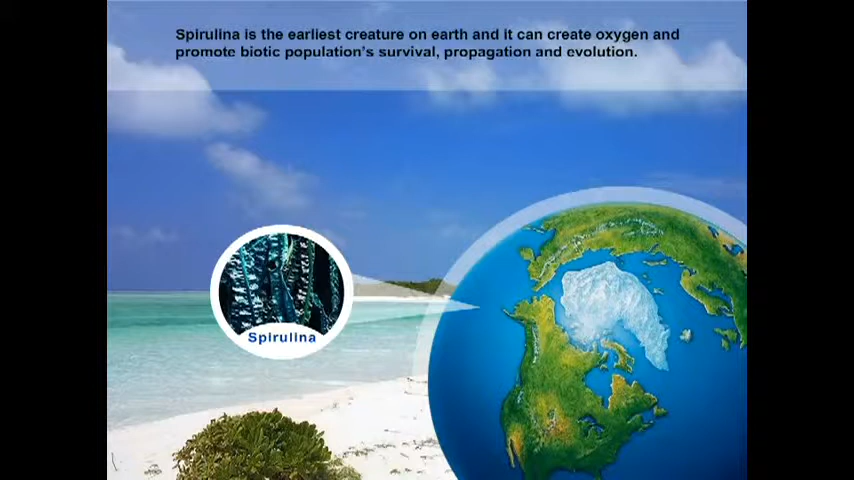 Spirulina is the earliest creature on earth and it can create oxygen and
promote biotic population's survival, propagation and evolution.
Spirulina